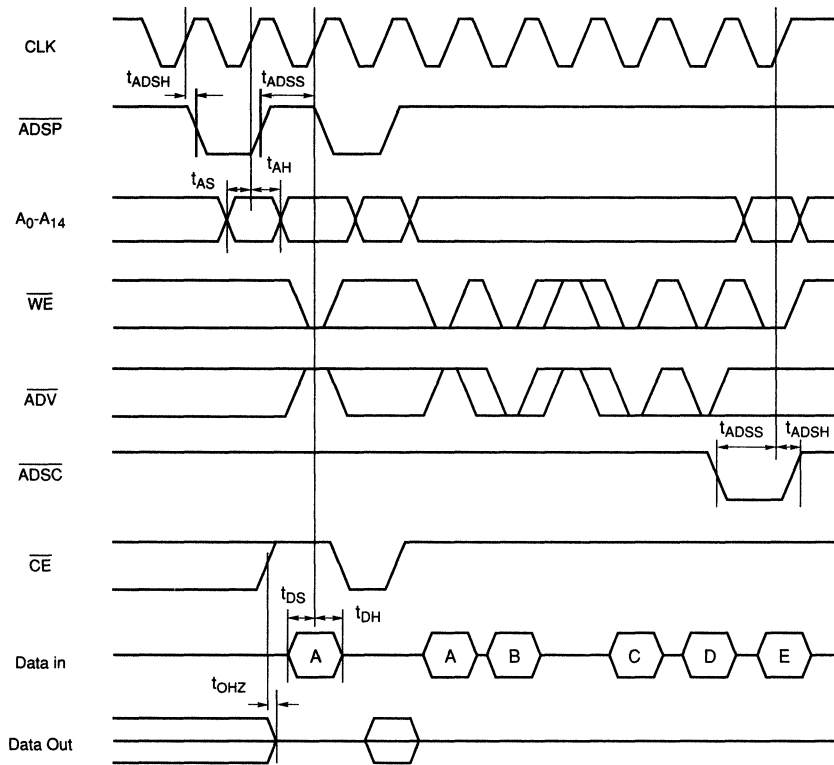 CLK
tADSH
tADSS
ADSP
tAS
tAH
A0-A14
WE
ADV
tADSS
tADSH
ADSC
CE
tDS
tDH
Data in
A
A
B
C
D
E
tOHZ
Data Out